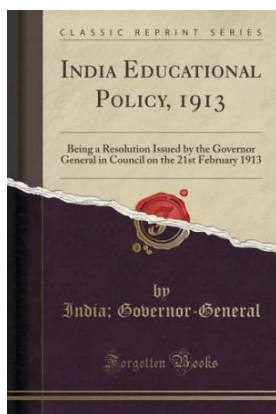 CLASSIC REPRINT SERIES
INDIA EDUCATIONAL
POLICY, 1913
Being a Resolution Issued by the Governor
General in Council on the 21st February 1913
by
India; Governor-General
Forgotten Books